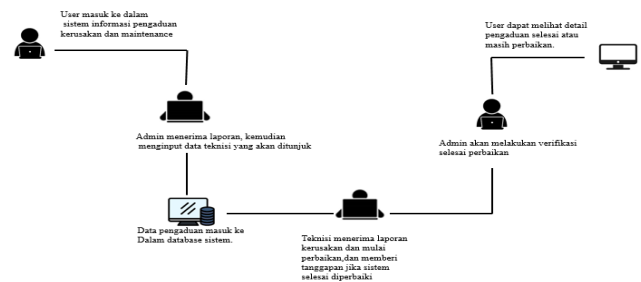 User masuk ke dalam
sistem informasi pengaduan
kerusakan dan maintenance
Admin menerima laporan, kemudian
menginput data teknisi yang akan ditunjuk
Data pengaduan masuk ke
Dalam database sistem.
Teknisi menerima laporan
kerusakan dan mulai
perbaikan,dan memberi
tanggapan jika sistem
selesai diperbaiki
Admin akan melakukan verifikasi
selesai perbaikan
User dapat melihat detail
pengaduan selesai atau
masih perbaikan.